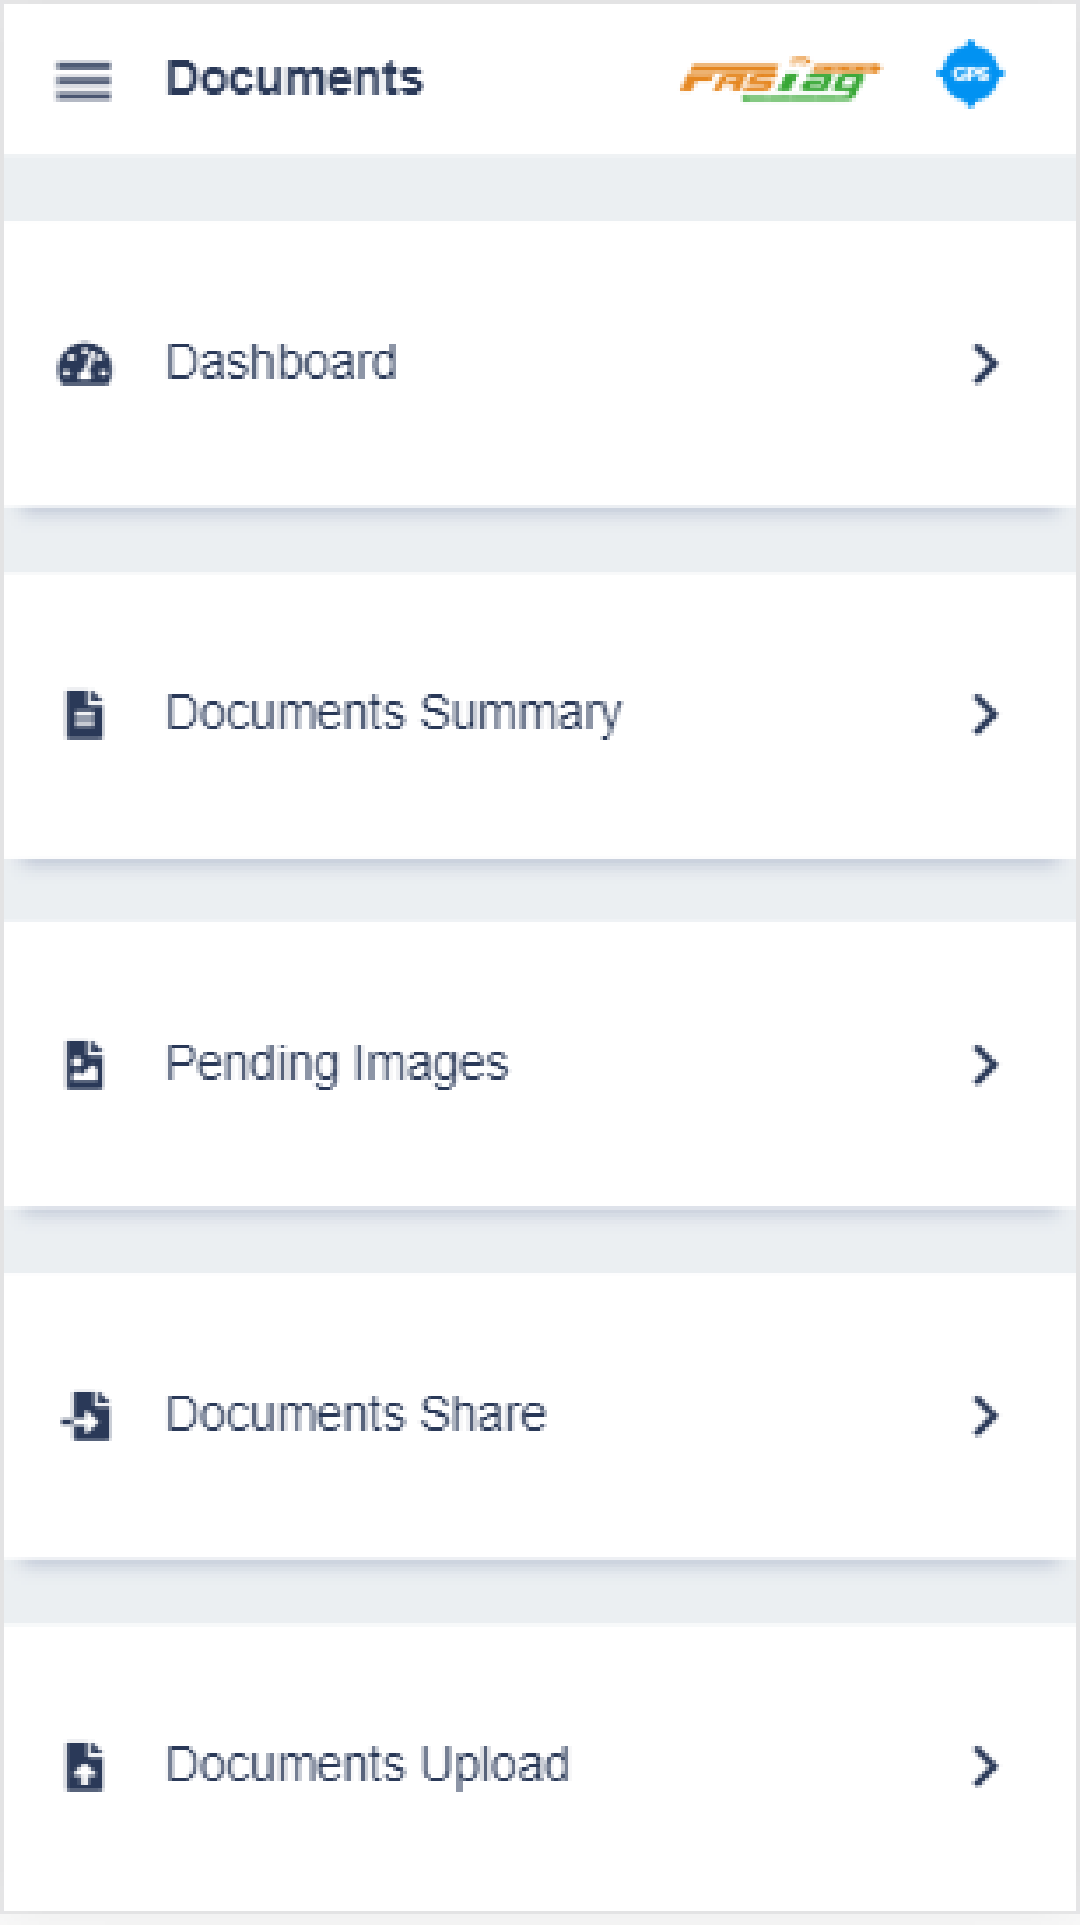 Documents
FASTag
GPS
Dashboard
Documents Summary
Pending Images
Documents Share
Documents Upload